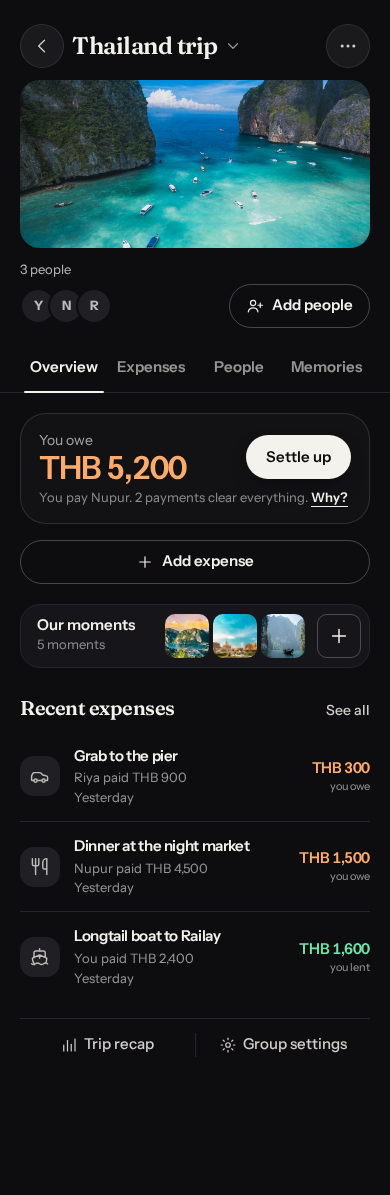 Thailand trip
3 people
Y N R
Add people
Overview Expenses People Memories
You owe
THB 5,200
Settle up
You pay Nupur. 2 payments clear everything. Why?
Add expense
Our moments
5 moments
Recent expenses
See all
Grab to the pier
Riya paid THB 900
Yesterday
THB 300
you owe
Dinner at the night market
Nupur paid THB 4,500
Yesterday
THB 1,500
you owe
Longtail boat to Railay
You paid THB 2,400
Yesterday
THB 1,600
you lent
Trip recap
Group settings